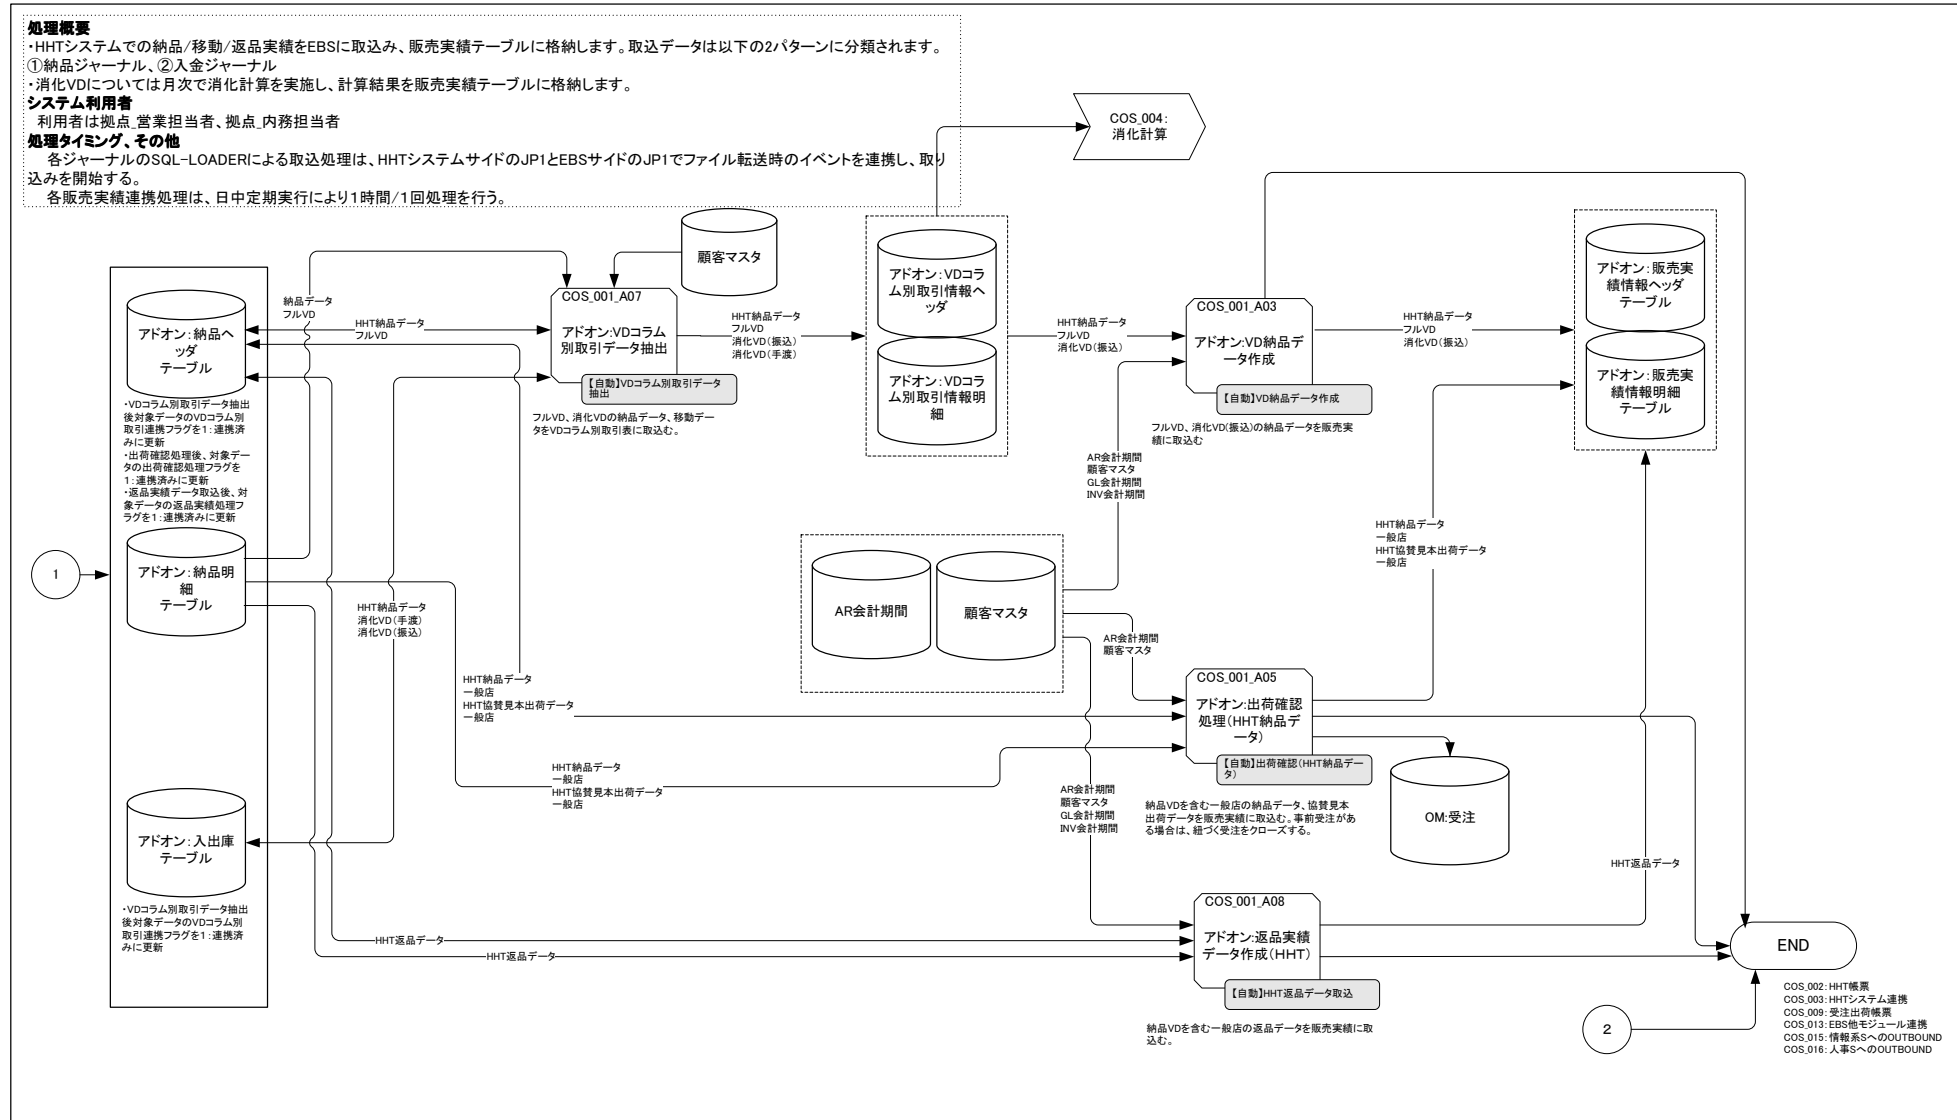 処理概要
・HHTシステムでの納品/移動/返品実績をEBSに取込み、販売実績テーブルに格納します。取込データは以下の2パターンに分類されます。
①納品ジャーナル、②入金ジャーナル
・消化VDについては月次で消化計算を実施し、計算結果を販売実績テーブルに格納します。
システム利用者
利用者は拠点_営業担当者、拠点_内務担当者
処理タイミング、その他
各ジャーナルのSQL-LOADERによる取込処理は、HHTシステムサイドのJP1とEBSサイドのJP1でファイル転送時のイベントを連携し、取り
込みを開始する。
各販売実績連携処理は、日中定期実行により1時間/1回処理を行う。
COS_004:
消化計算
顧客マスタ
納品データ
フルVD
HHT納品データ
フルVD
COS_001_A07
アドオン:VDコラム
別取引データ抽出
【自動】VDコラム別取引データ
抽出
フルVD、消化VDの納品データ、移動デー
タをVDコラム別取引表に取込む。
HHT納品データ
フルVD
消化VD(振込)
消化VD(手渡)
アドオン:VDコラ
ム別取引情報ヘ
ッダ
アドオン:VDコラ
ム別取引情報明
細
HHT納品データ
フルVD
消化VD(振込)
COS_001_A03
アドオン:VD納品デ
ータ作成
【自動】VD納品データ作成
フルVD、消化VD(振込)の納品データを販売実
績に取込む
HHT納品データ
フルVD
消化VD(振込)
アドオン:販売実
績情報ヘッダ
テーブル
アドオン:販売実
績情報明細
テーブル
アドオン:納品ヘ
ッダ
テーブル
・VDコラム別取引データ抽出
後対象データのVDコラム別
取引連携フラグを1:連携済
みに更新
・出荷確認処理後、対象デー
タの出荷確認処理フラグを
1:連携済みに更新
・返品実績データ取込後、対
象データの返品実績処理フ
ラグを1:連携済みに更新
1
アドオン:納品明
細
テーブル
HHT納品データ
消化VD(手渡)
消化VD(振込)
AR会計期間
顧客マスタ
GL会計期間
INV会計期間
HHT納品データ
一般店
HHT協賛見本出荷データ
一般店
AR会計期間
顧客マスタ
AR会計期間
顧客マスタ
HHT納品データ
一般店
HHT協賛見本出荷データ
一般店
COS_001_A05
アドオン:出荷確認
処理(HHT納品デ
ータ)
【自動】出荷確認(HHT納品デー
タ)
納品VDを含む一般店の納品データ、協賛見本
出荷データを販売実績に取込む。事前受注があ
る場合は、紐づく受注をクローズする。
HHT納品データ
一般店
HHT協賛見本出荷データ
一般店
AR会計期間
顧客マスタ
GL会計期間
INV会計期間
OM:受注
アドオン:入出庫
テーブル
・VDコラム別取引データ抽出
後対象データのVDコラム別
取引連携フラグを1:連携済
みに更新
HHT返品データ
HHT返品データ
HHT返品データ
COS_001_A08
アドオン:返品実績
データ作成(HHT)
【自動】HHT返品データ取込
納品VDを含む一般店の返品データを販売実績に取
込む。
END
2
COS_002:HHT帳票
COS_003:HHTシステム連携
COS_009:受注出荷帳票
COS_013:EBS他モジュール連携
COS_015:情報系SへのOUTBOUND
COS_016:人事SへのOUTBOUND